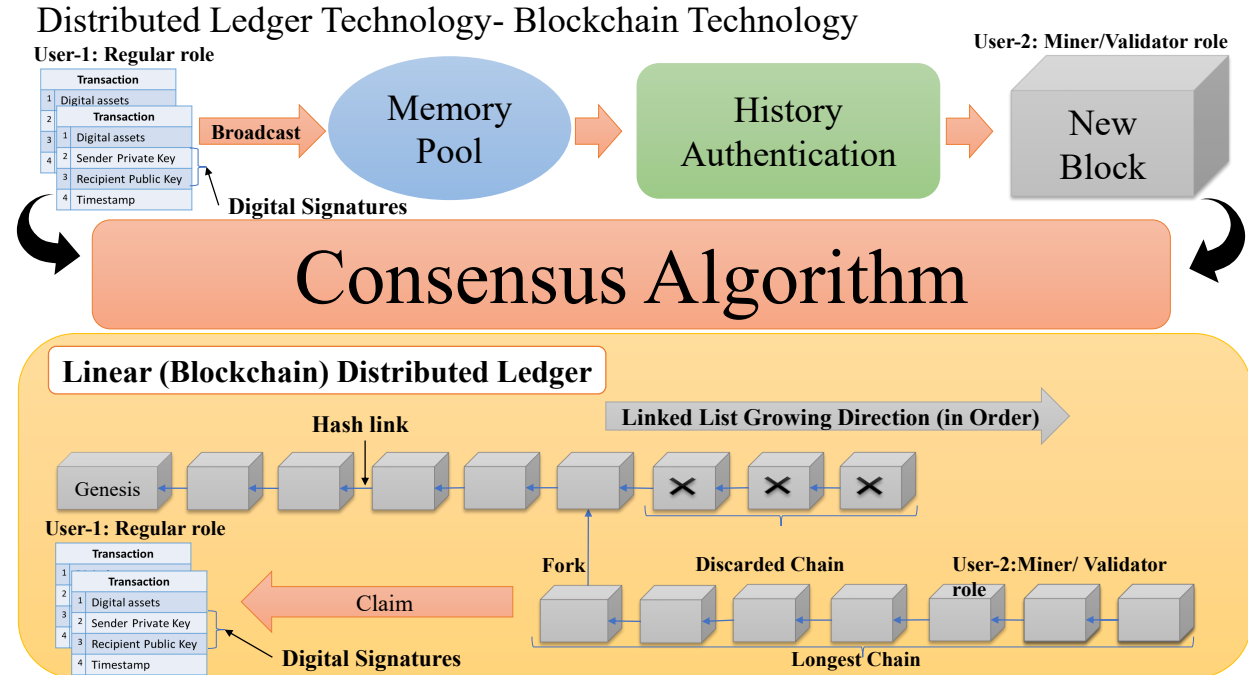 Distributed Ledger Technology- Blockchain Technology
User-1: Regular role
Transaction
1 Digital assets
2
3
4
Transaction
1 Digital assets
2 Sender Private Key
3 Recipient Public Key
4 Timestamp
Digital Signatures
Broadcast
Memory
Pool
History
Authentication
User-2: Miner/Validator role
New
Block
Consensus Algorithm
Linear (Blockchain) Distributed Ledger
Linked List Growing Direction (in Order)
Hash link
Genesis
User-1: Regular role
Transaction
1
2
3
4
Transaction
1 Digital assets
2 Sender Private Key
3 Recipient Public Key
4 Timestamp
Digital Signatures
Claim
Fork
Discarded Chain
User-2:Miner/ Validator
role
Longest Chain